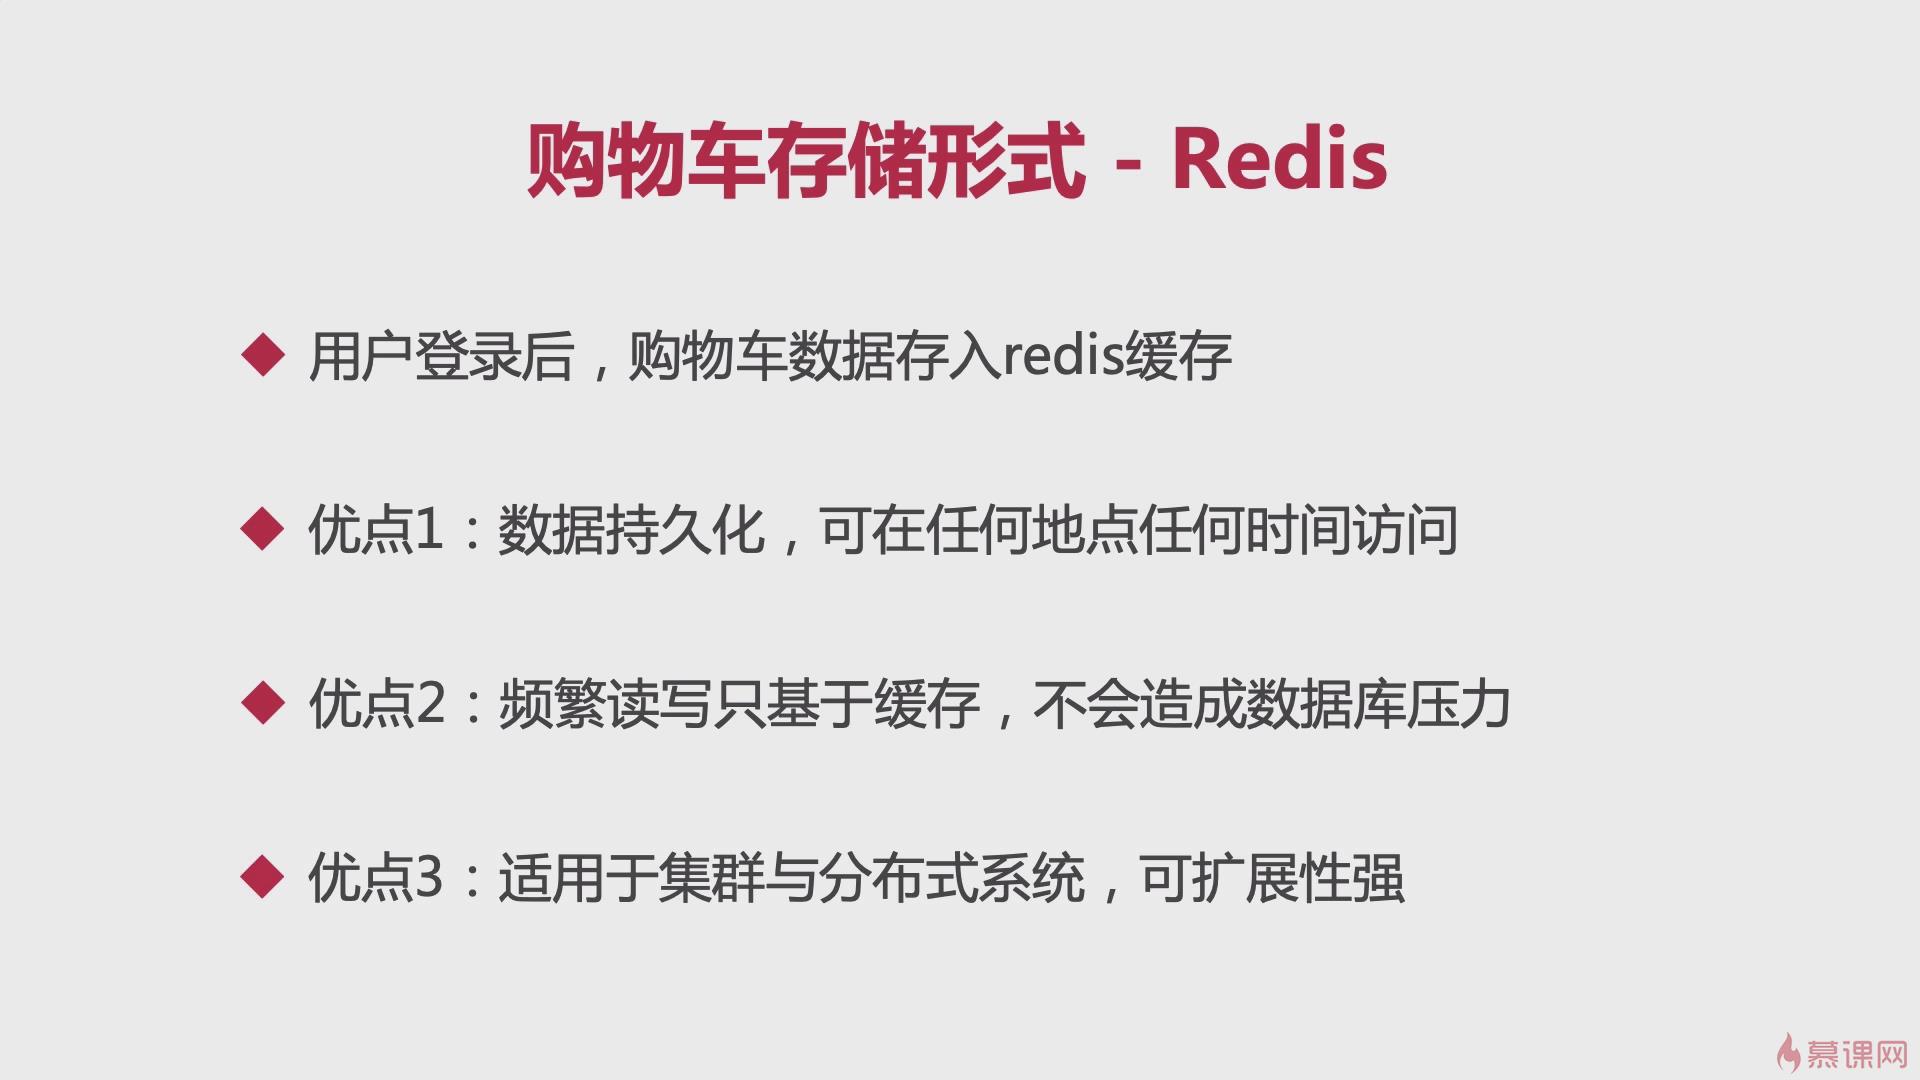 购物车存储形式 - Redis
用户登录后，购物车数据存入redis缓存
优点1：数据持久化，可在任何地点任何时间访问
优点2：频繁读写只基于缓存，不会造成数据库压力
优点3：适用于集群与分布式系统，可扩展性强
慕课网